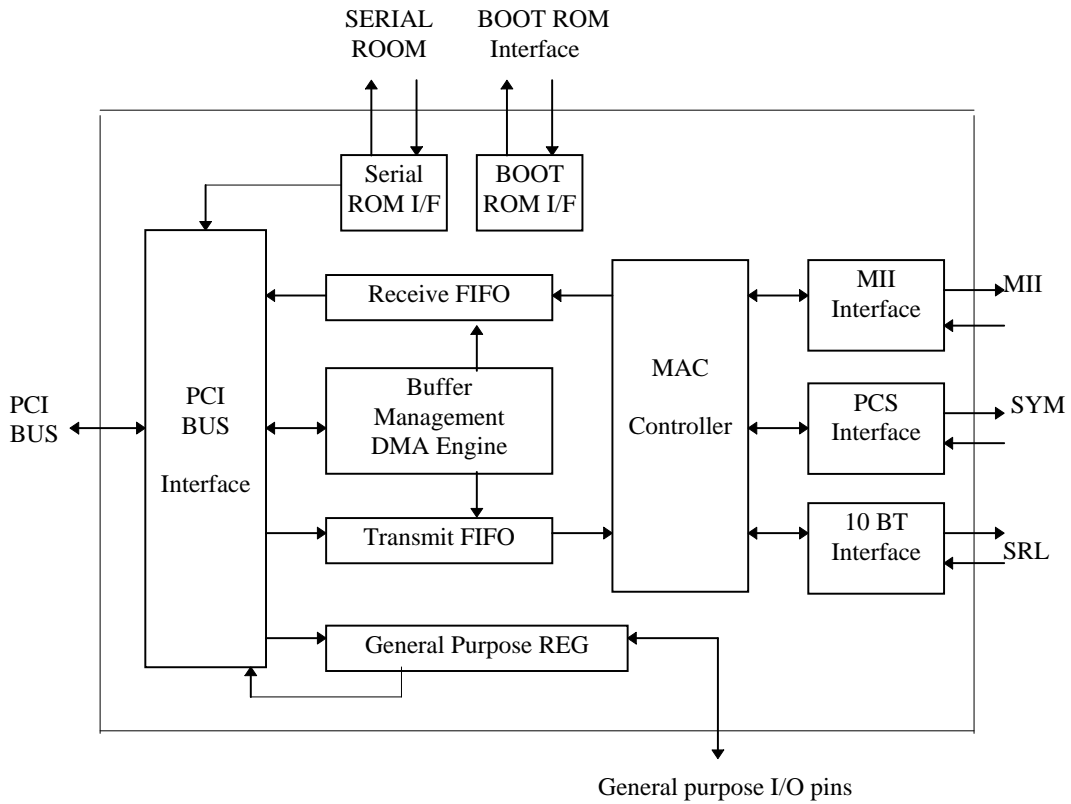 SERIAL
ROOM
BOOT ROM
Interface
Serial
ROM I/F
BOOT
ROM I/F
Receive FIFO
MII
Interface
MII
MAC
Controller
PCI
BUS
PCI
BUS
Interface
Buffer
Management
DMA Engine
PCS
Interface
SYM
Transmit FIFO
10 BT
Interface
SRL
General Purpose REG
General purpose I/O pins